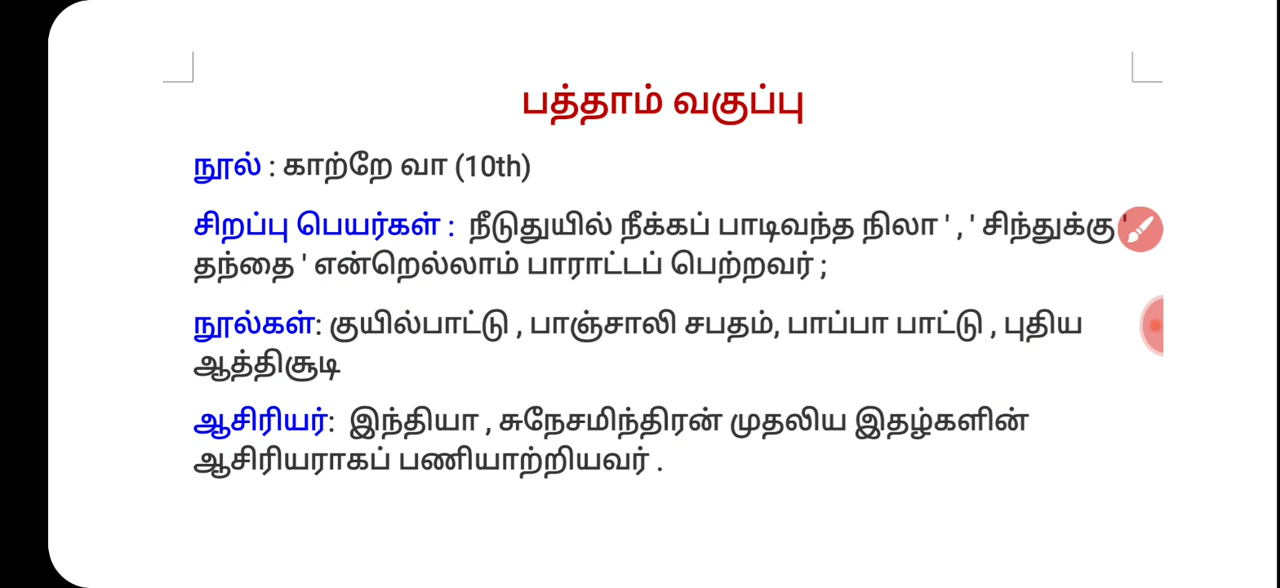 பத்தாம் வகுப்பு
நூல் : காற்றே வா (10th)
சிறப்பு பெயர்கள் : நீடுதுயில் நீக்கப் பாடிவந்த நிலா ' , ' சிந்துக்கு '
தந்தை ' என்றெல்லாம் பாராட்டப் பெற்றவர் ;
நூல்கள்: குயில்பாட்டு , பாஞ்சாலி சபதம், பாப்பா பாட்டு , புதிய
ஆத்திசூடி
ஆசிரியர்: இந்தியா , சுநேசமிந்திரன் முதலிய இதழ்களின்
ஆசிரியராகப் பணியாற்றியவர் .